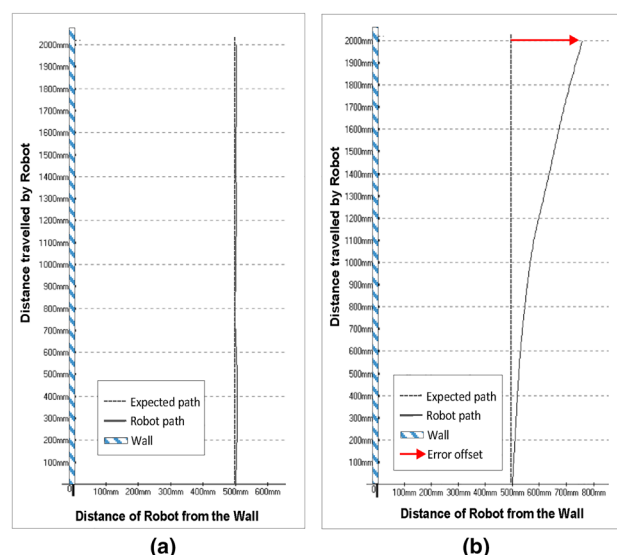 2000mm
1900mm
1800mm
1700mm
1600mm
1500mm
1400mm
1300mm
1200mm
1100mm
1000mm
900mm
800mm
700mm
600mm
500mm
400mm
300mm
200mm
100mm
0
100mm 200mm 300mm 400mm 500mm 600mm
Distance travelled by Robot
Distance of Robot from the Wall
Expected path
Robot path
Wall
(a)
2000mm
1900mm
1800mm
1700mm
1600mm
1500mm
1400mm
1300mm
1200mm
1100mm
1000mm
900mm
800mm
700mm
600mm
500mm
400mm
300mm
200mm
100mm
0
100mm 200mm 300mm 400mm 500mm 600mm 700mm 800mm
Distance travelled by Robot
Distance of Robot from the Wall
Expected path
Robot path
Wall
Error offset
(b)